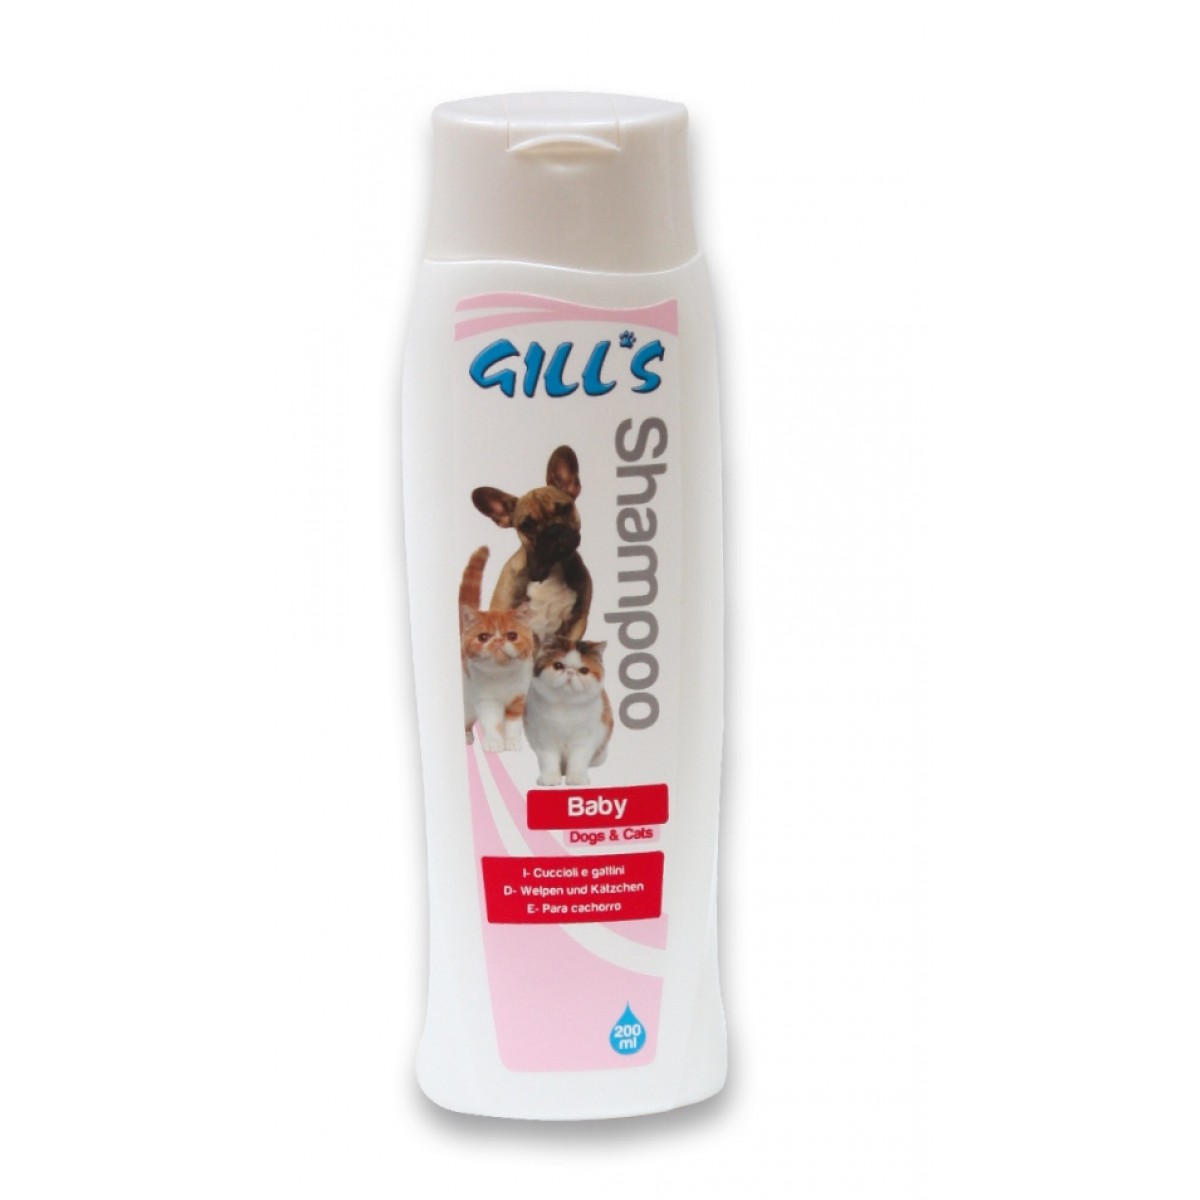 GILL'S
Shampoo
Baby
Dogs & Cats
I- Cuccioli e gattini
D- Welpen und Kätzchen
E- Para cachorro
200
ml